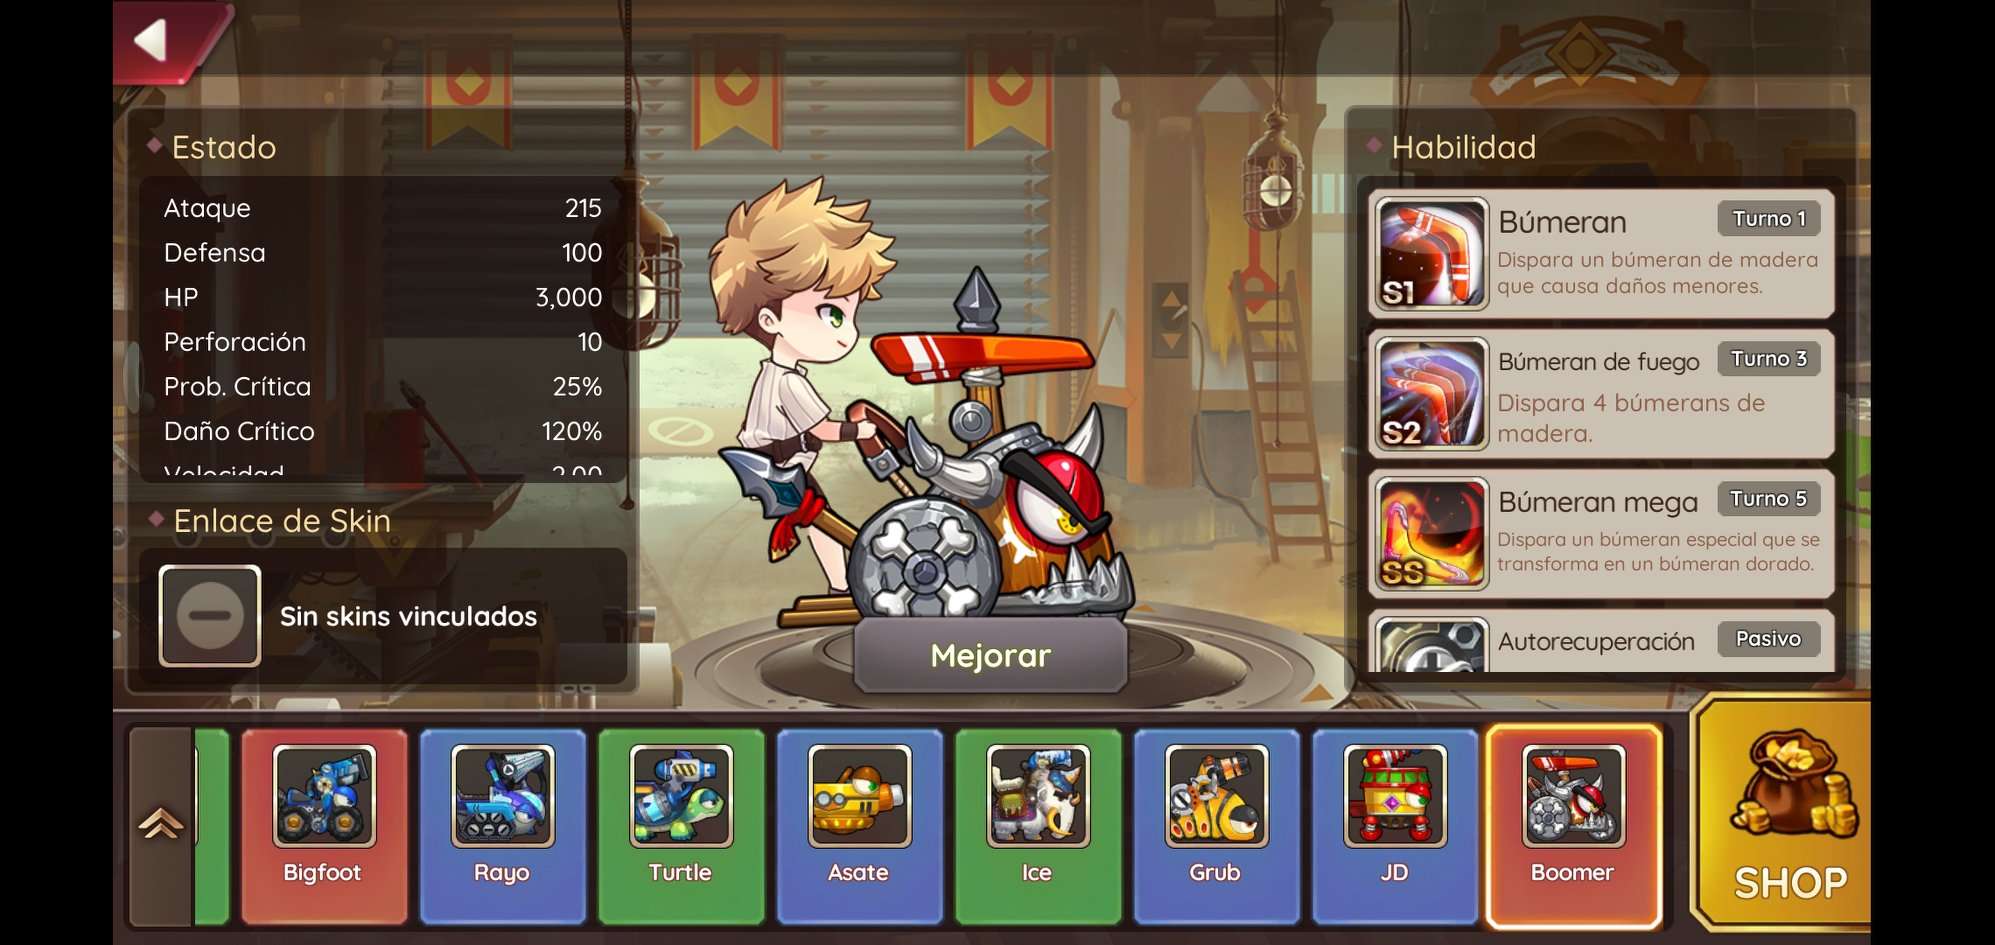 Estado
Ataque 215
Defensa 100
HP 3,000
Perforación 10
Prob. Crítica 25%
Daño Crítico 120%
Velocidad 2.00
Enlace de Skin
Sin skins vinculados
Mejorar
Habilidad
Búmeran Turno 1
Dispara un búmeran de madera
que causa daños menores.
S1
Búmeran de fuego Turno 3
Dispara 4 búmerans de
madera.
S2
Búmeran mega Turno 5
Dispara un búmeran especial que se
transforma en un búmeran dorado.
SS
Autorecuperación Pasivo
Bigfoot
Rayo
Turtle
Asate
Ice
Grub
JD
Boomer
SHOP